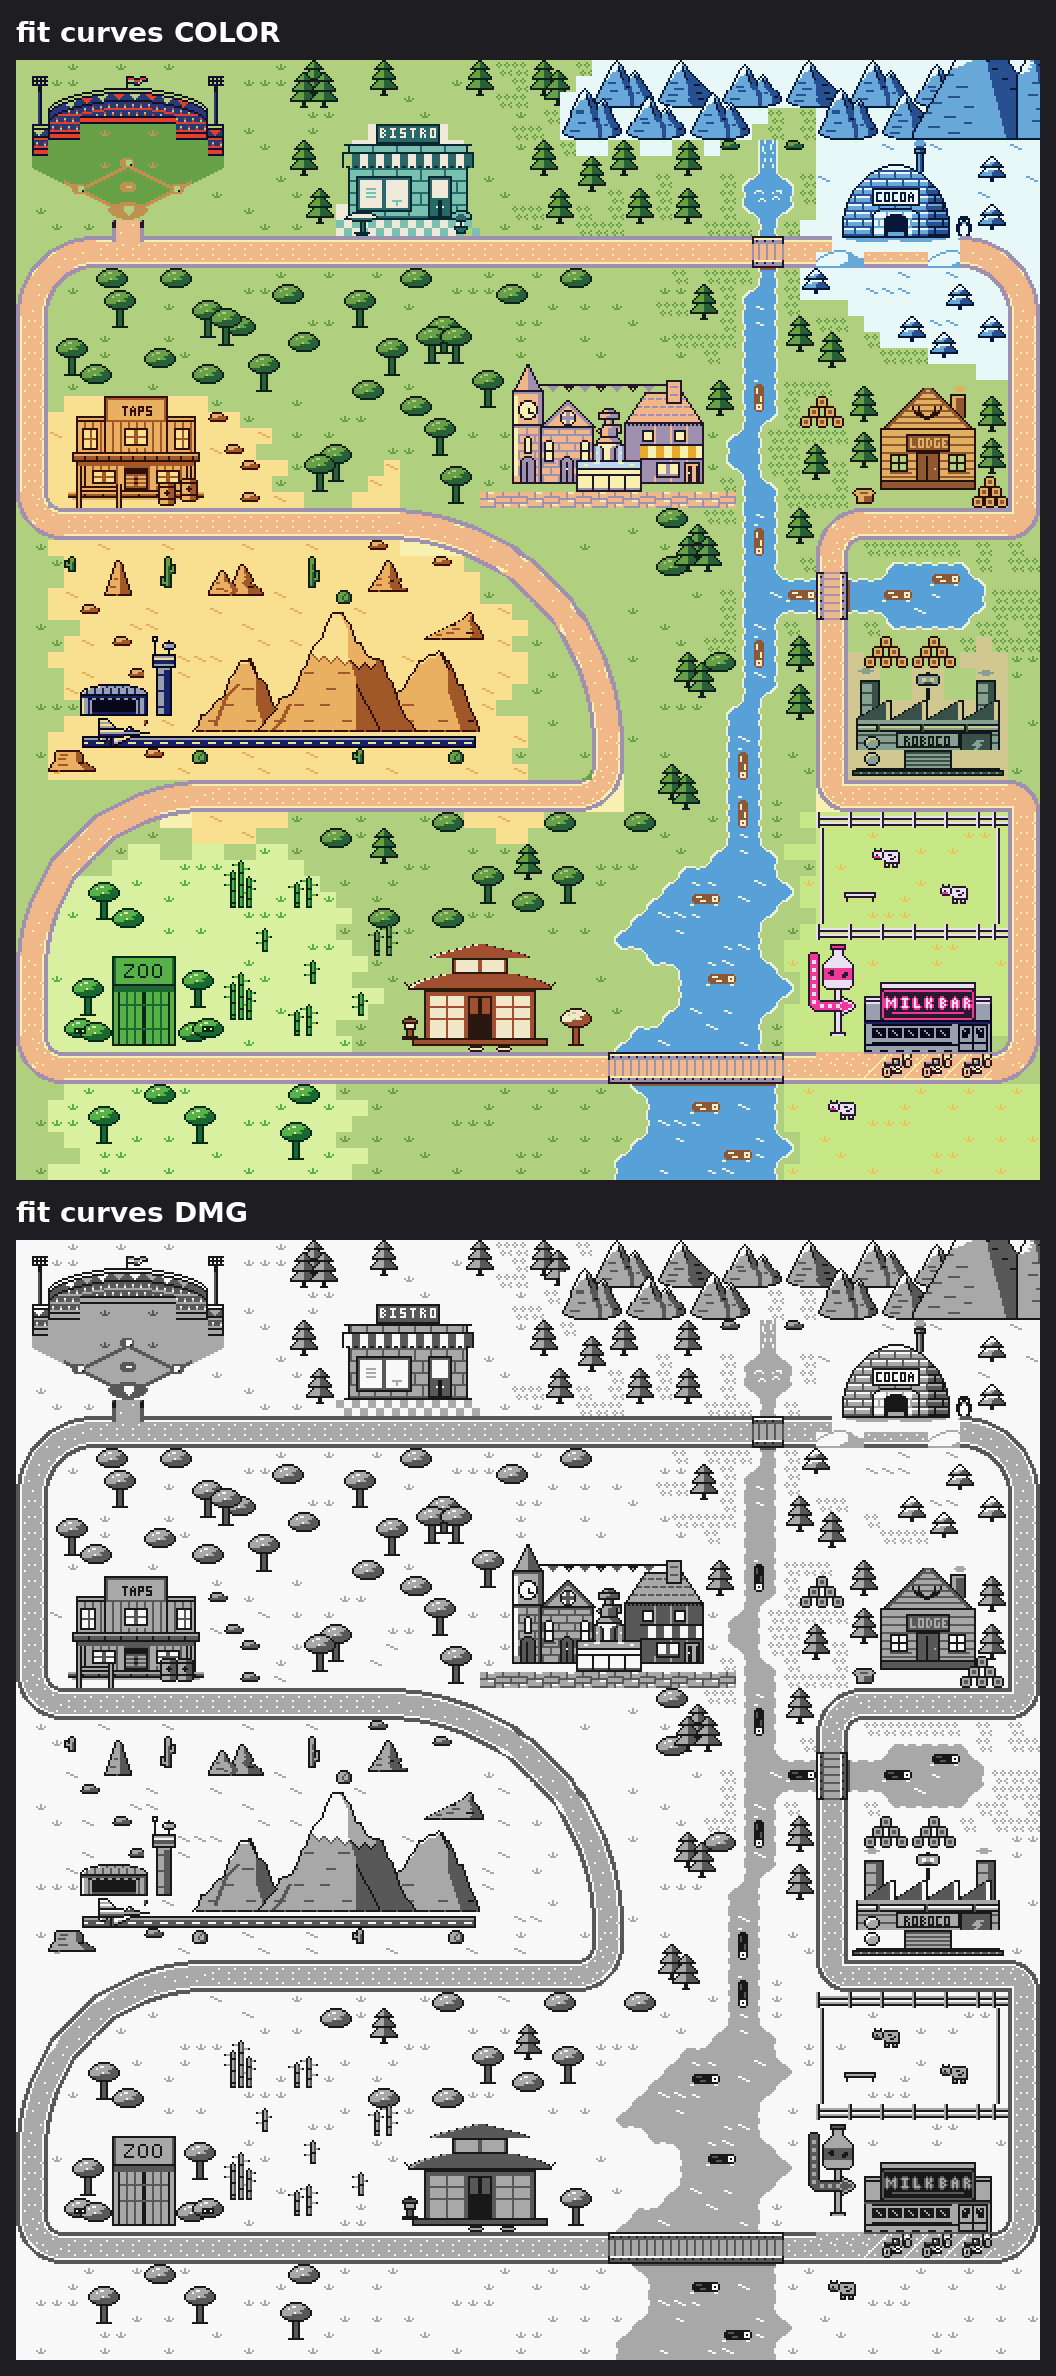 fit curves COLOR
BISTRO
COCOA
TAPS
LODGE
ROBOCO
ZOO
MILKBAR
fit curves DMG
BISTRO
COCOA
TAPS
LODGE
ROBOCO
ZOO
MILKBAR